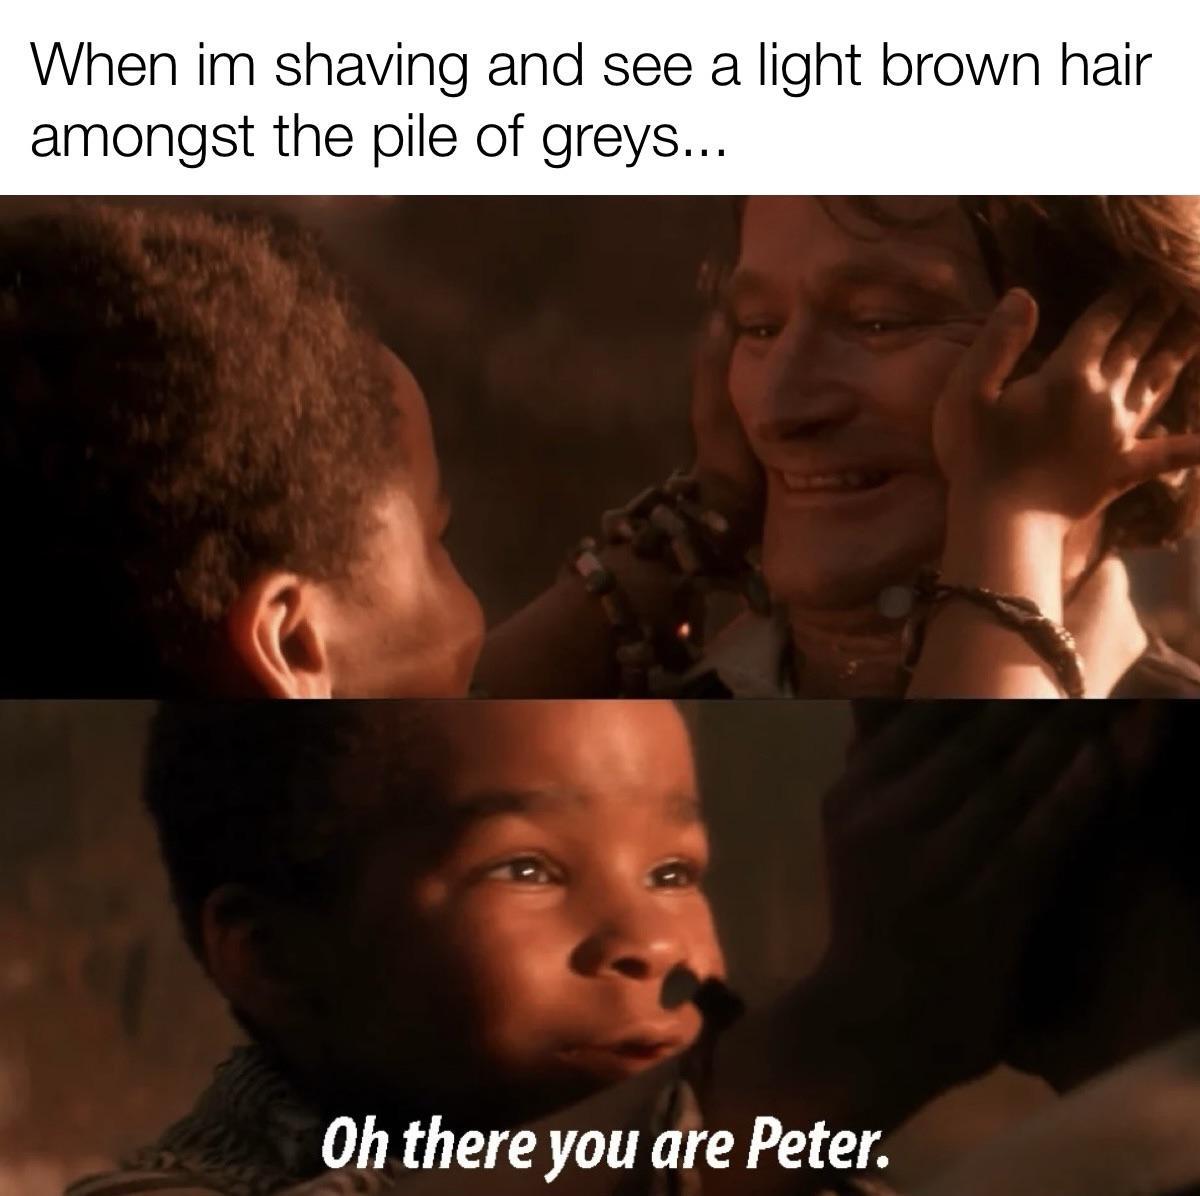 When im shaving and see a light brown hair
amongst the pile of greys...
Oh there you are Peter.